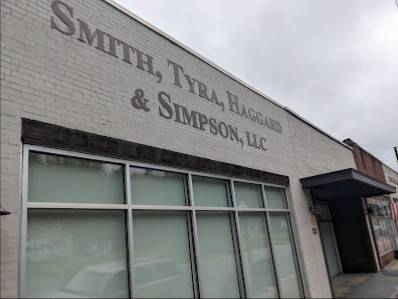 Smith, Tyra, Haggard
& Simpson, LLC